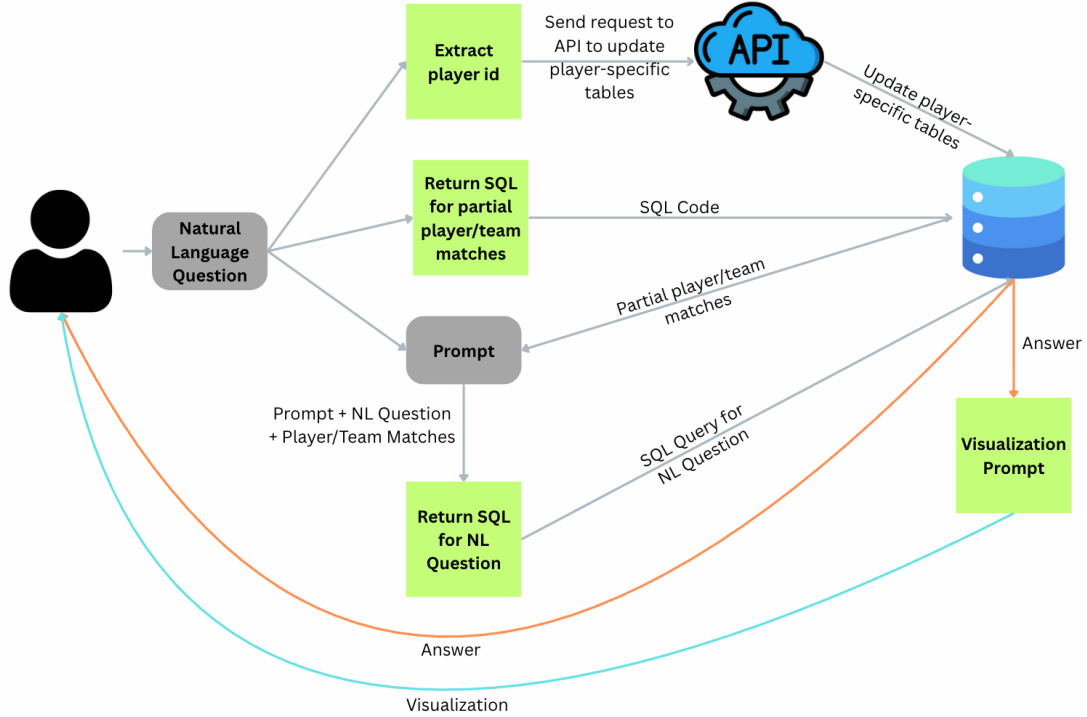 Extract
player id
Send request to
API to update
player-specific
tables
API
Update player-
specific tables
Natural
Language
Question
Return SQL
for partial
player/team
matches
SQL Code
Partial player/team
matches
Prompt
Answer
Prompt + NL Question
+ Player/Team Matches
SQL Query for
NL Question
Visualization
Prompt
Return SQL
for NL
Question
Answer
Visualization